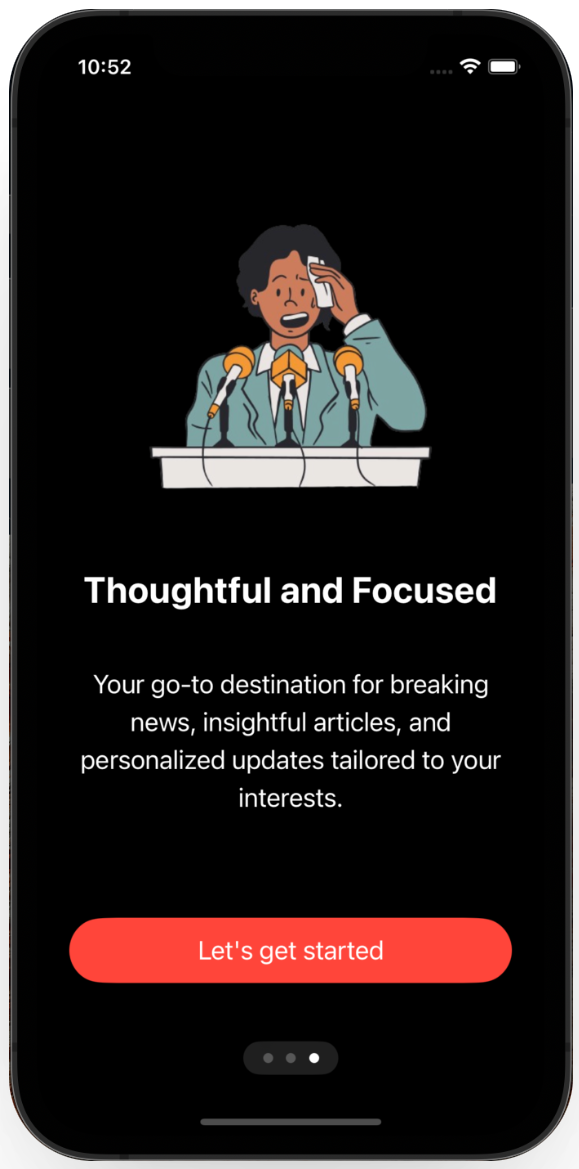 10:52
Thoughtful and Focused
Your go-to destination for breaking
news, insightful articles, and
personalized updates tailored to your
interests.
Let's get started